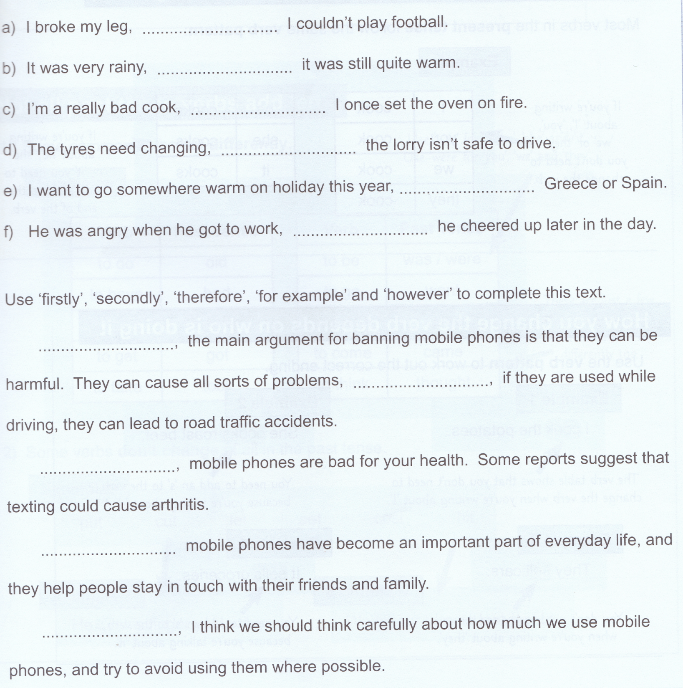 a) I broke my leg, .............................. I couldn't play football.
b) It was very rainy, .............................. it was still quite warm.
c) I'm a really bad cook, .............................. I once set the oven on fire.
d) The tyres need changing, .............................. the lorry isn't safe to drive.
e) I want to go somewhere warm on holiday this year, .............................. Greece or Spain.
f) He was angry when he got to work, .............................. he cheered up later in the day.
Use 'firstly', 'secondly', 'therefore', 'for example' and 'however' to complete this text.
.............................., the main argument for banning mobile phones is that they can be
harmful. They can cause all sorts of problems, .............................., if they are used while
driving, they can lead to road traffic accidents.
.............................., mobile phones are bad for your health. Some reports suggest that
texting could cause arthritis.
.............................. mobile phones have become an important part of everyday life, and
they help people stay in touch with their friends and family.
.............................., I think we should think carefully about how much we use mobile
phones, and try to avoid using them where possible.